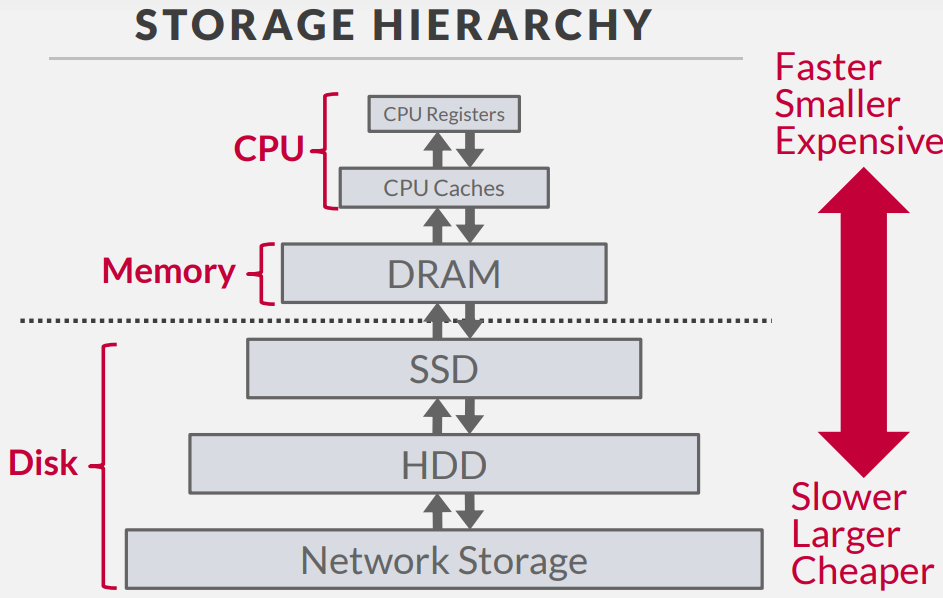 STORAGE HIERARCHY
Faster
Smaller
Expensive
CPU Registers
CPU
CPU Caches
Memory
DRAM
SSD
Disk
HDD
Network Storage
Slower
Larger
Cheaper